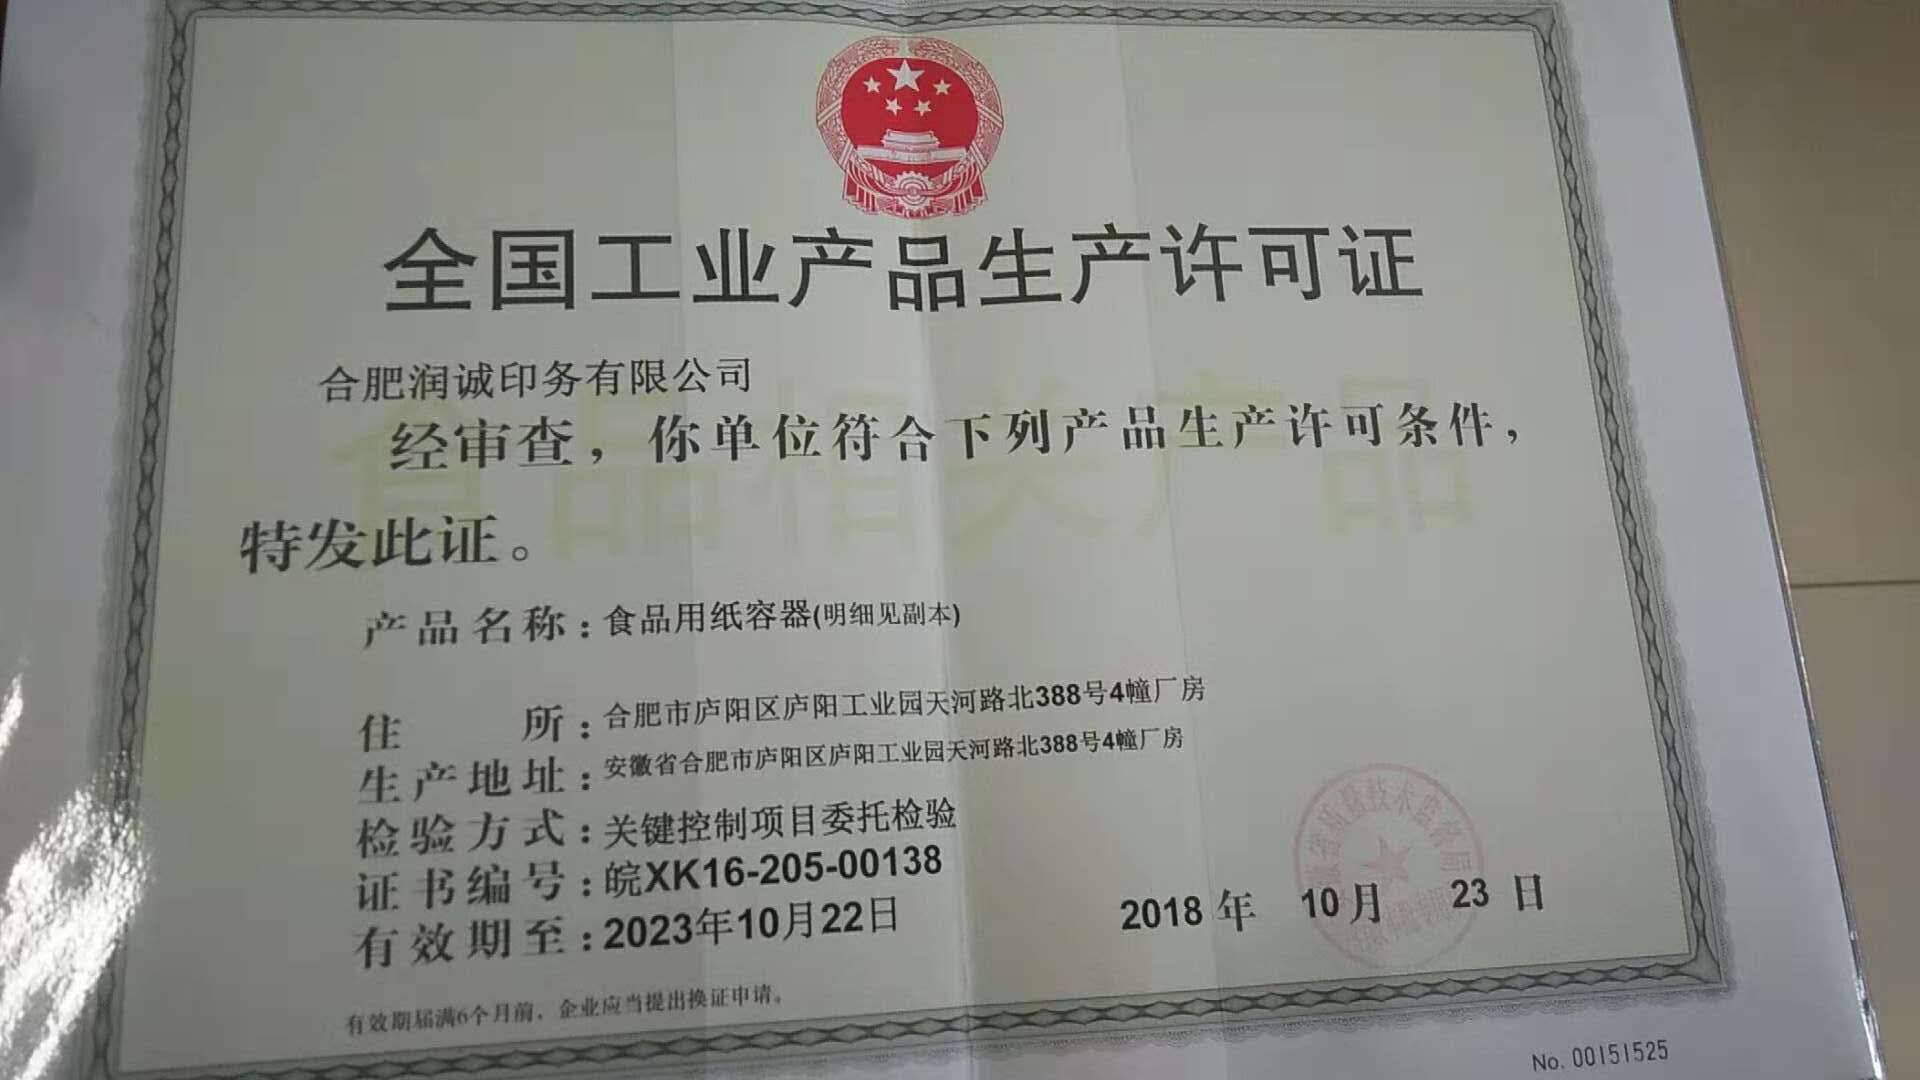 全国工业产品生产许可证
合肥润诚印务有限公司
食品相关产品
经审查，你单位符合下列产品生产许可条件，
特发此证。
产品名称：食品用纸容器(明细见副本)
住所：合肥市庐阳区庐阳工业园天河路北388号4幢厂房
生产地址：安徽省合肥市庐阳区庐阳工业园天河路北388号4幢厂房
检验方式：关键控制项目委托检验
证书编号：皖XK16-205-00138
有效期至：2023年10月22日
2018年 10月 23日
有效期届满6个月前，企业应当提出换证申请。
No. 00151525